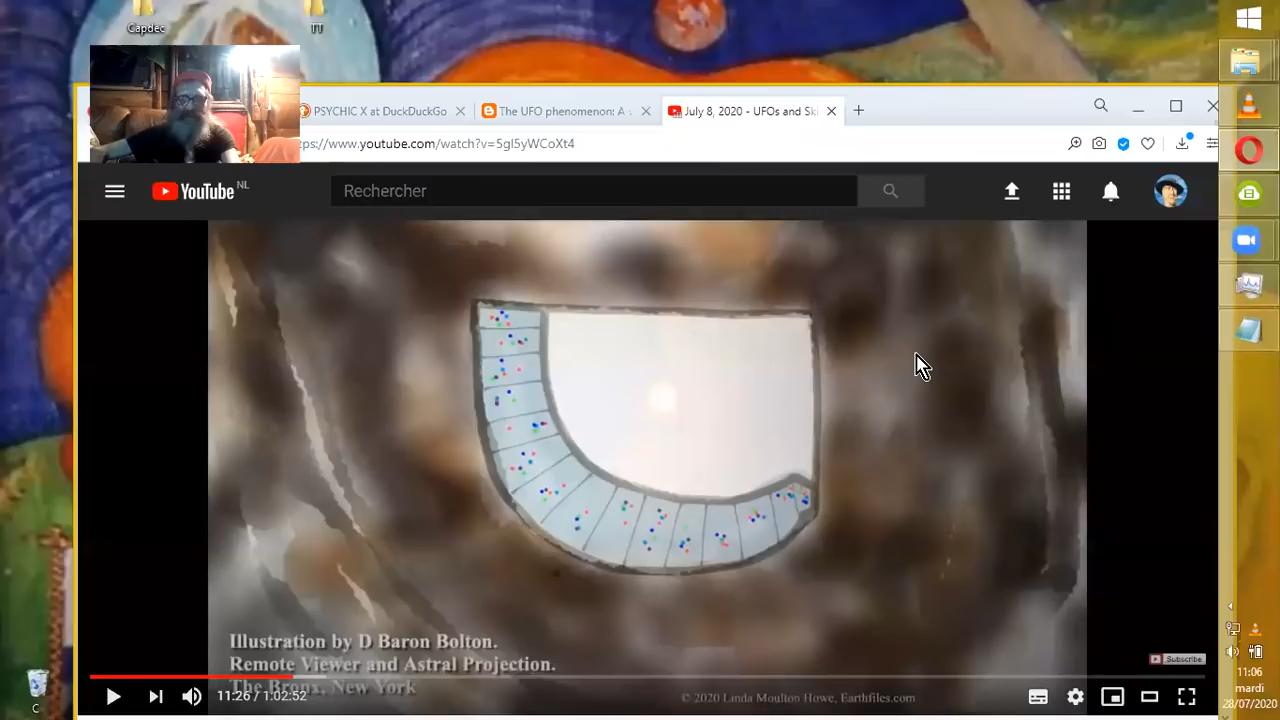 Capdec
TT
PSYCHIC X at DuckDuckGo
The UFO phenomenon: A
July 8, 2020 - UFOs and Ski
ps://www.youtube.com/watch?v=5gI5yWCoXt4
YouTube NL
Rechercher
Illustration by D Baron Bolton.
Remote Viewer and Astral Projection.
The Bronx, New York
Subscribe
11:26 / 1:02:52
© 2020 Linda Moulton Howe, Earthfiles.com
C
11:06
mardi
28/07/2020